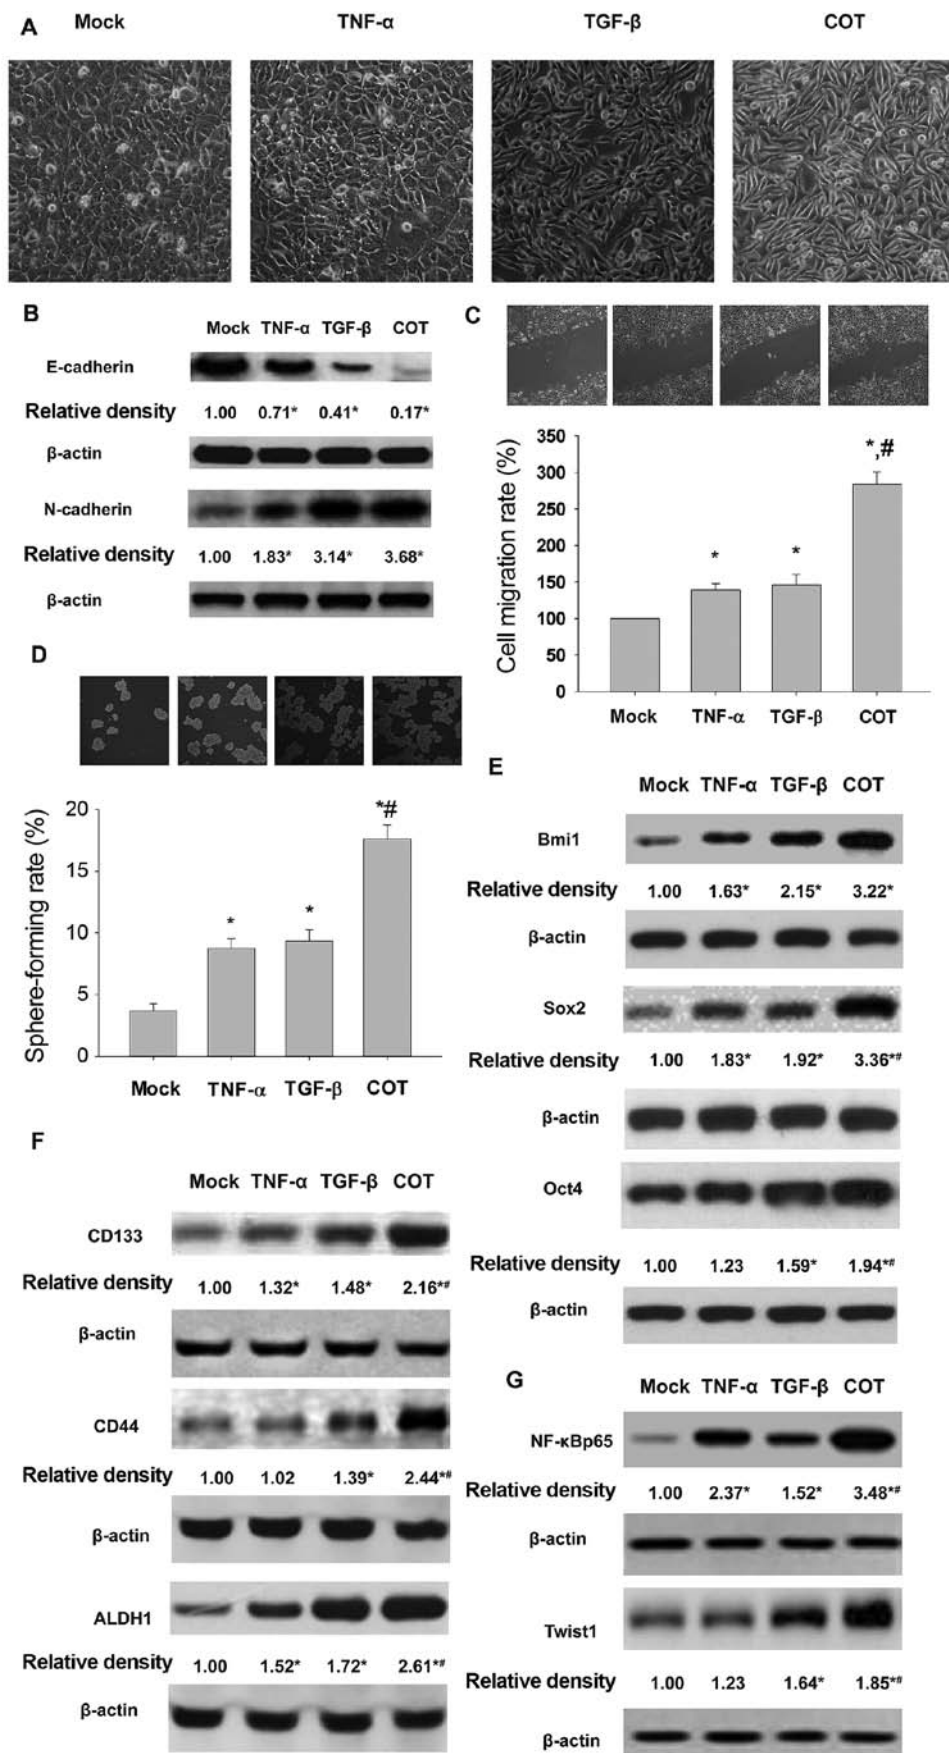 A Mock TNF-α TGF-β COT
B
Mock TNF-α TGF-β COT
E-cadherin
Relative density 1.00 0.71* 0.41* 0.17*
β-actin
N-cadherin
Relative density 1.00 1.83* 3.14* 3.68*
β-actin
C
Cell migration rate (%)
350
300
250
200
150
100
50
0
*
*
*,#
Mock TNF-α TGF-β COT
D
Sphere-forming rate (%)
20
15
10
5
0
*
*
*#
Mock TNF-α TGF-β COT
E
Mock TNF-α TGF-β COT
Bmi1
Relative density 1.00 1.63* 2.15* 3.22*
β-actin
Sox2
Relative density 1.00 1.83* 1.92* 3.36*#
β-actin
Oct4
Relative density 1.00 1.23 1.59* 1.94*#
β-actin
F
Mock TNF-α TGF-β COT
CD133
Relative density 1.00 1.32* 1.48* 2.16*#
β-actin
CD44
Relative density 1.00 1.02 1.39* 2.44*#
β-actin
ALDH1
Relative density 1.00 1.52* 1.72* 2.61*#
β-actin
G
Mock TNF-α TGF-β COT
NF-κBp65
Relative density 1.00 2.37* 1.52* 3.48*#
β-actin
Twist1
Relative density 1.00 1.23 1.64* 1.85*#
β-actin